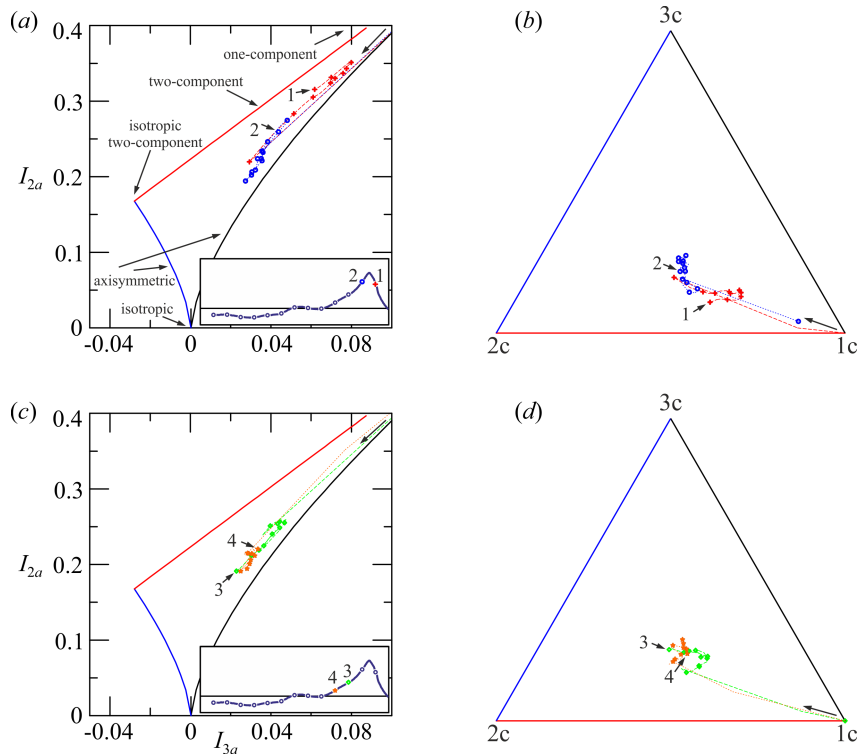 (a)
0.4
0.3
0.2
0.1
0
I2a
one-component
two-component
isotropic
two-component
axisymmetric
isotropic
1
2
2
1
-0.04
0
0.04
0.08
(b)
3c
2
1
2c
1c
(c)
0.4
0.3
0.2
0.1
0
I2a
4
3
4
3
-0.04
0
0.04
0.08
I3a
(d)
3c
3
4
2c
1c